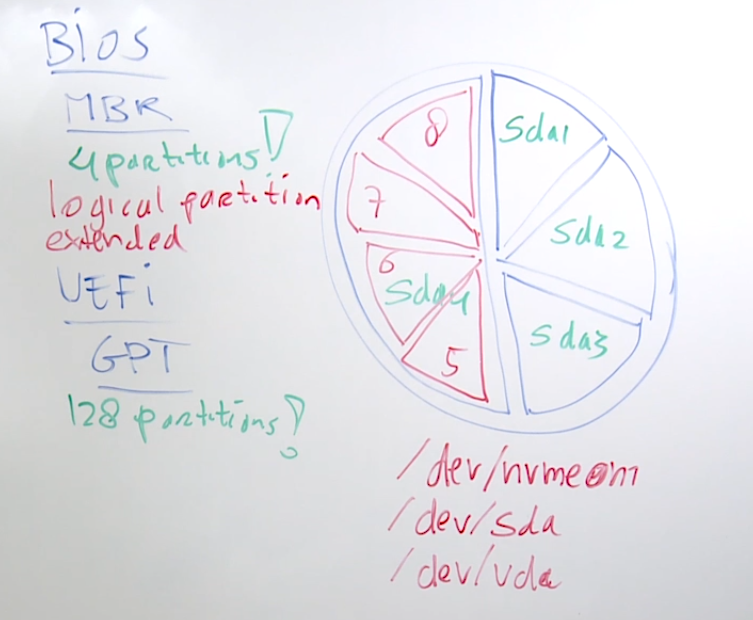 Bios
MBR
4 partitions!
logical partition
extended
UEFi
GPT
128 partitions!
8
7
6
5
sda1
sda2
sda3
sda4
/dev/nvme0n1
/dev/sda
/dev/vda